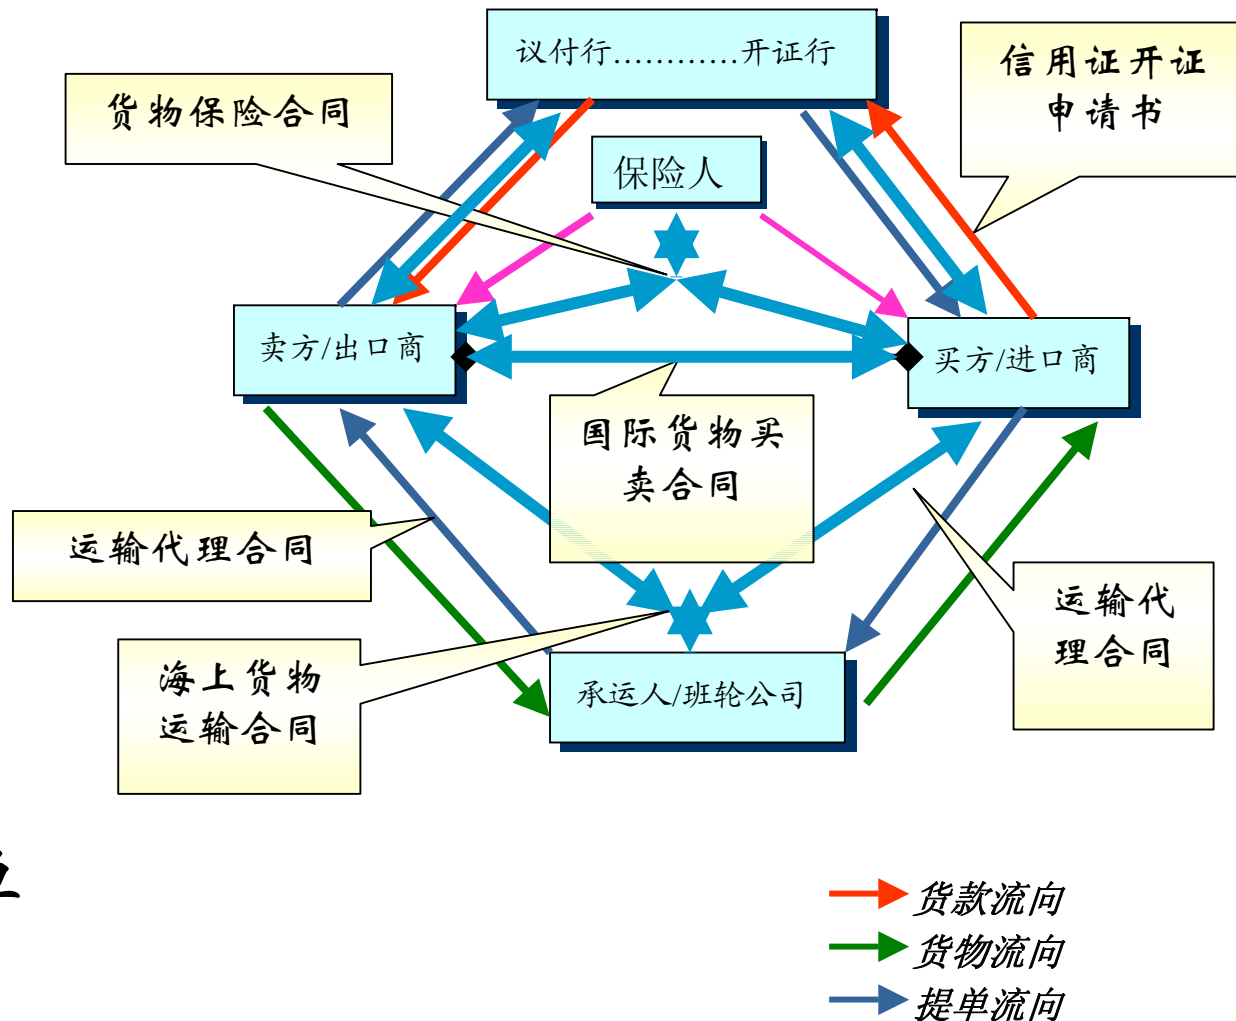 议付行............开证行
信用证开证
申请书
货物保险合同
保险人
卖方/出口商
买方/进口商
国际货物买
卖合同
运输代理合同
运输代
理合同
海上货物
运输合同
承运人/班轮公司
货款流向
货物流向
提单流向